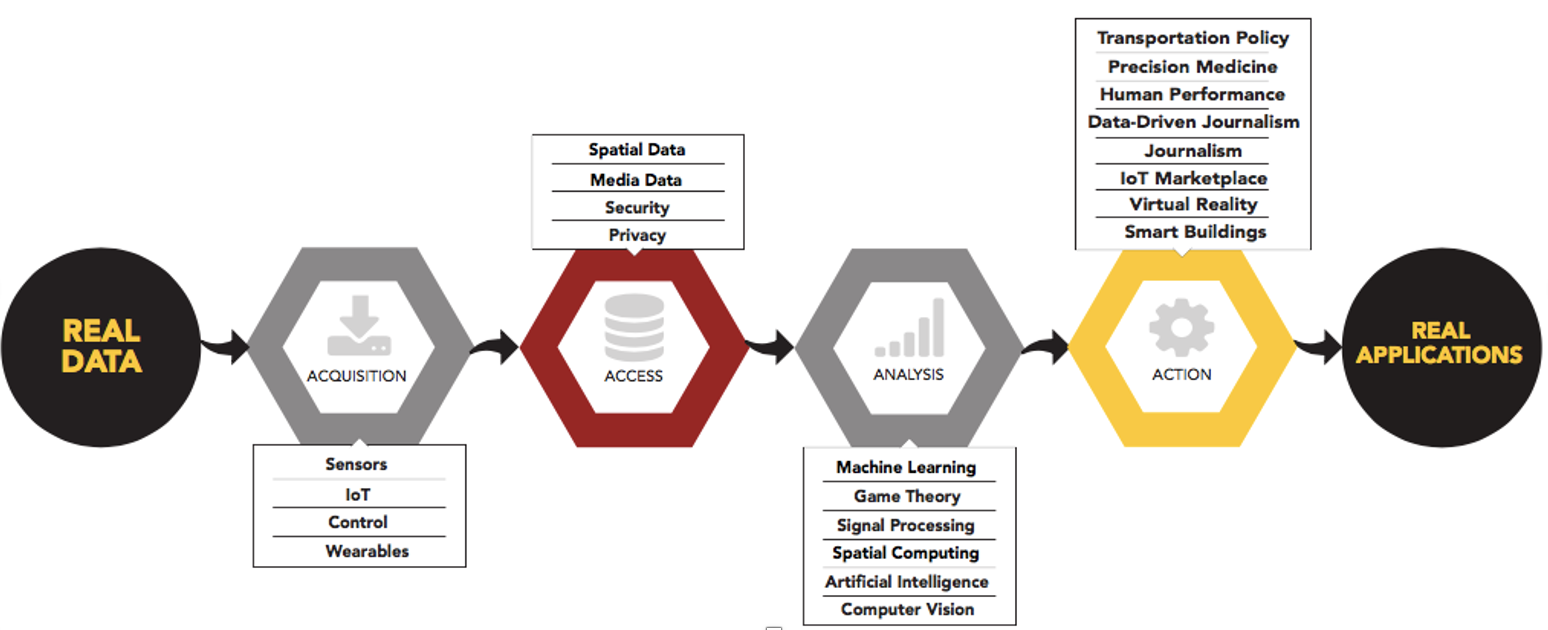 REAL
DATA
ACQUISITION
Sensors
IoT
Control
Wearables
Spatial Data
Media Data
Security
Privacy
ACCESS
ANALYSIS
Machine Learning
Game Theory
Signal Processing
Spatial Computing
Artificial Intelligence
Computer Vision
Transportation Policy
Precision Medicine
Human Performance
Data-Driven Journalism
Journalism
IoT Marketplace
Virtual Reality
Smart Buildings
ACTION
REAL
APPLICATIONS